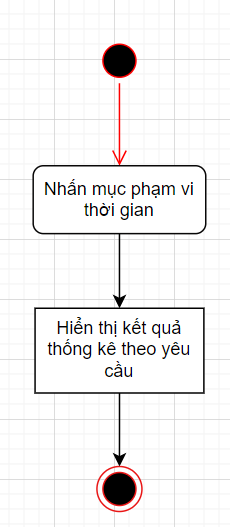 Nhấn mục phạm vi
thời gian
Hiển thị kết quả
thống kê theo yêu
cầu